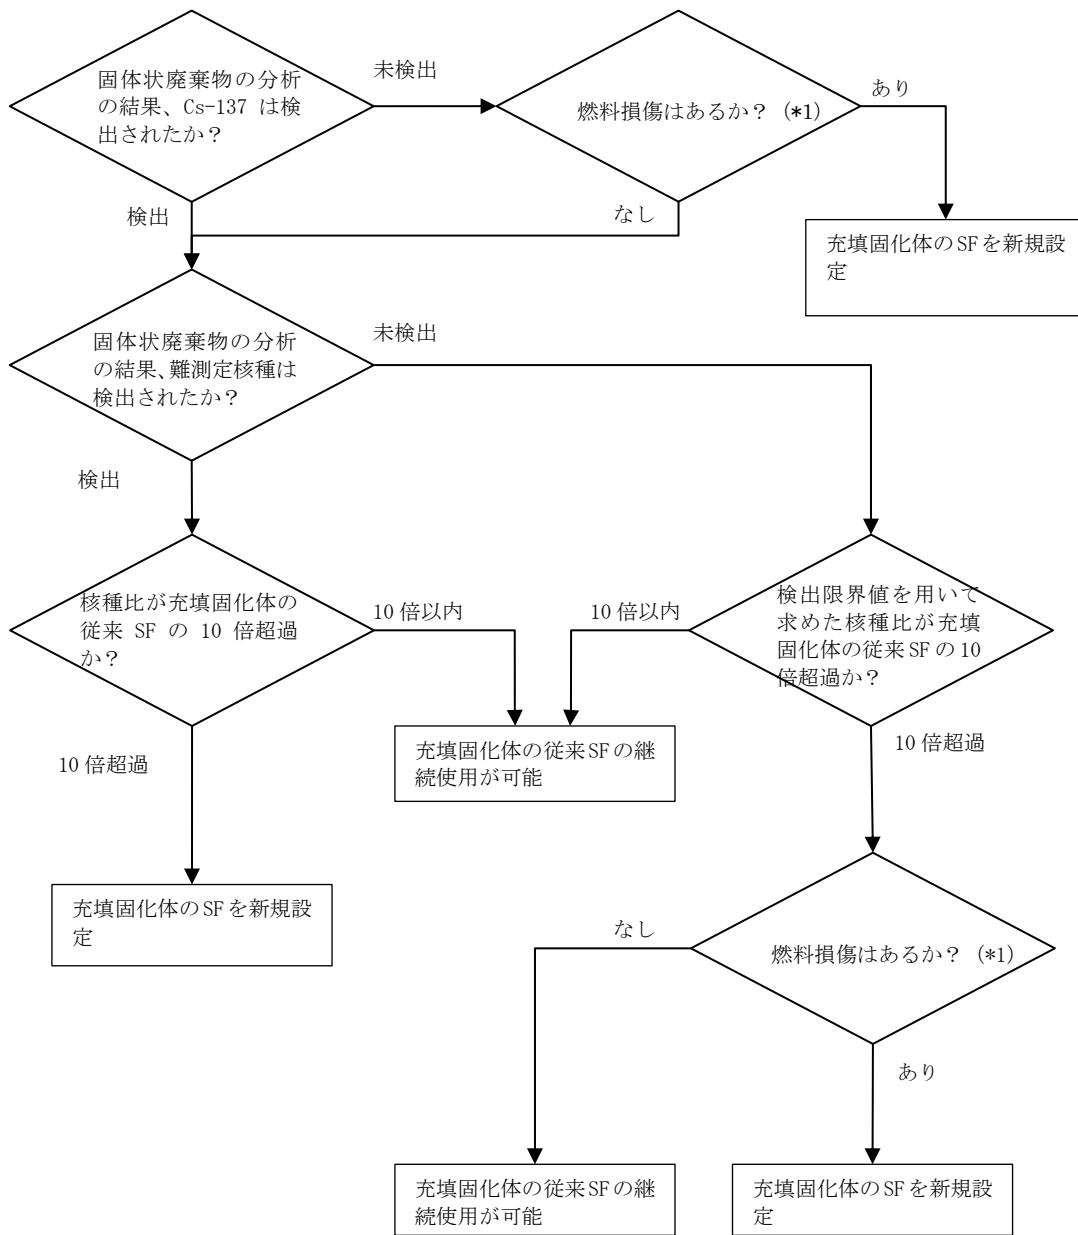 固体状廃棄物の分析
の結果、Cs-137 は検
出されたか？
未検出
燃料損傷はあるか？ (*1)
あり
検出
なし
充填固化体のSFを新規設
定
固体状廃棄物の分析
の結果、難測定核種は
検出されたか？
未検出
検出
核種比が充填固化体の
従来 SF の 10 倍超過
か？
10 倍以内
10 倍以内
検出限界値を用いて
求めた核種比が充填
固化体の従来SFの10
倍超過か？
10 倍超過
充填固化体の従来SFの継
続使用が可能
10 倍超過
充填固化体のSFを新規設
定
なし
燃料損傷はあるか？ (*1)
あり
充填固化体の従来SFの継
続使用が可能
充填固化体のSFを新規設
定